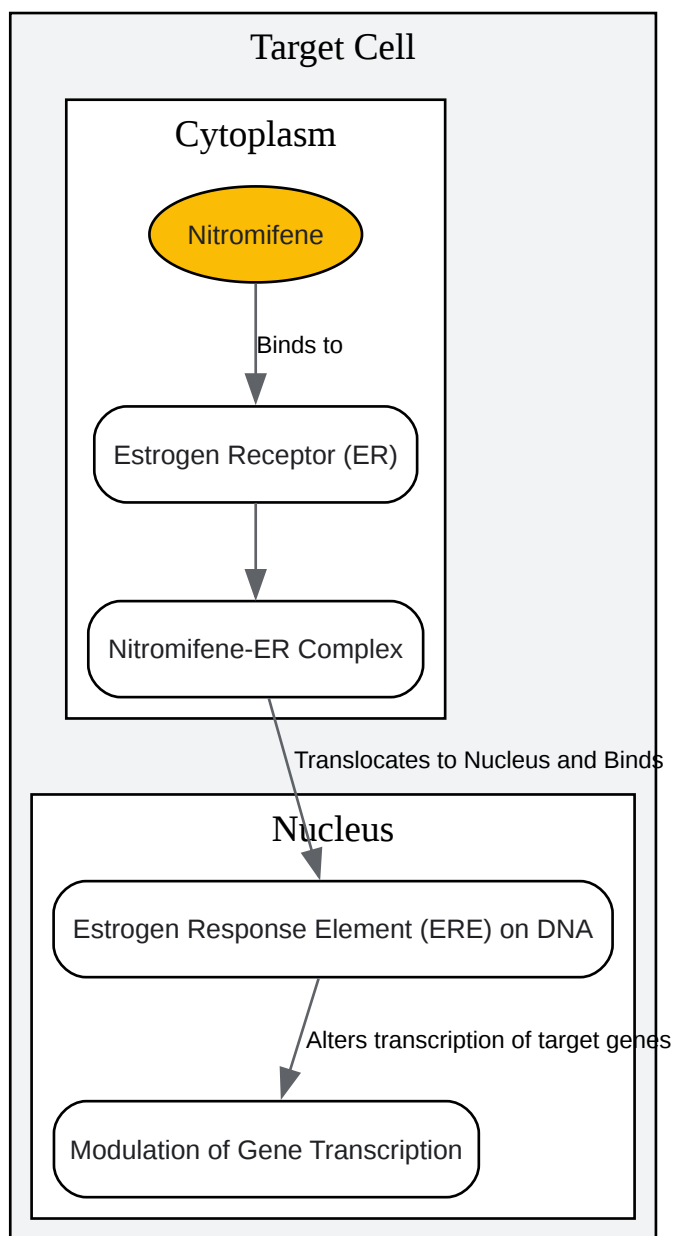 Target Cell
Cytoplasm
Nitromifene
Binds to
Estrogen Receptor (ER)
Nitromifene-ER Complex
Translocates to Nucleus and Binds
Nucleus
Estrogen Response Element (ERE) on DNA
Alters transcription of target genes
Modulation of Gene Transcription